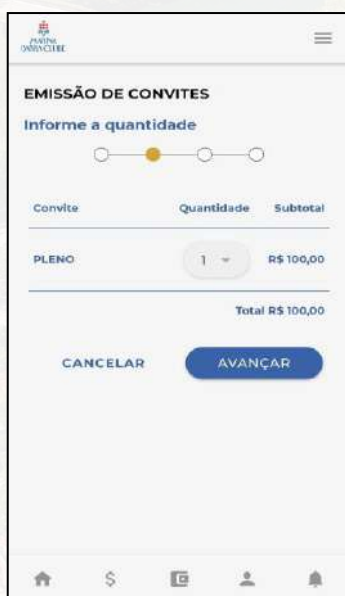 EMISSÃO DE CONVITES
Informe a quantidade
Convite Quantidade Subtotal
PLENO 1 R$ 100,00
Total R$ 100,00
CANCELAR AVANÇAR